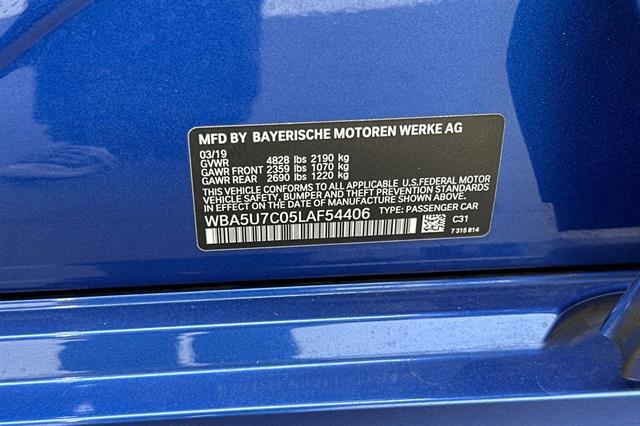 MFD BY BAYERISCHE MOTOREN WERKE AG
03/19
GVWR 4828 lbs 2190 kg
GAWR FRONT 2359 lbs 1070 kg
GAWR REAR 2690 lbs 1220 kg
THIS VEHICLE CONFORMS TO ALL APPLICABLE U.S. FEDERAL MOTOR
VEHICLE SAFETY, BUMPER AND THEFT PREVENTION STANDARDS
IN EFFECT ON THE DATE OF MANUFACTURE SHOWN ABOVE.
WBA5U7C05LAF54406 TYPE: PASSENGER CAR
C31
7 315 814